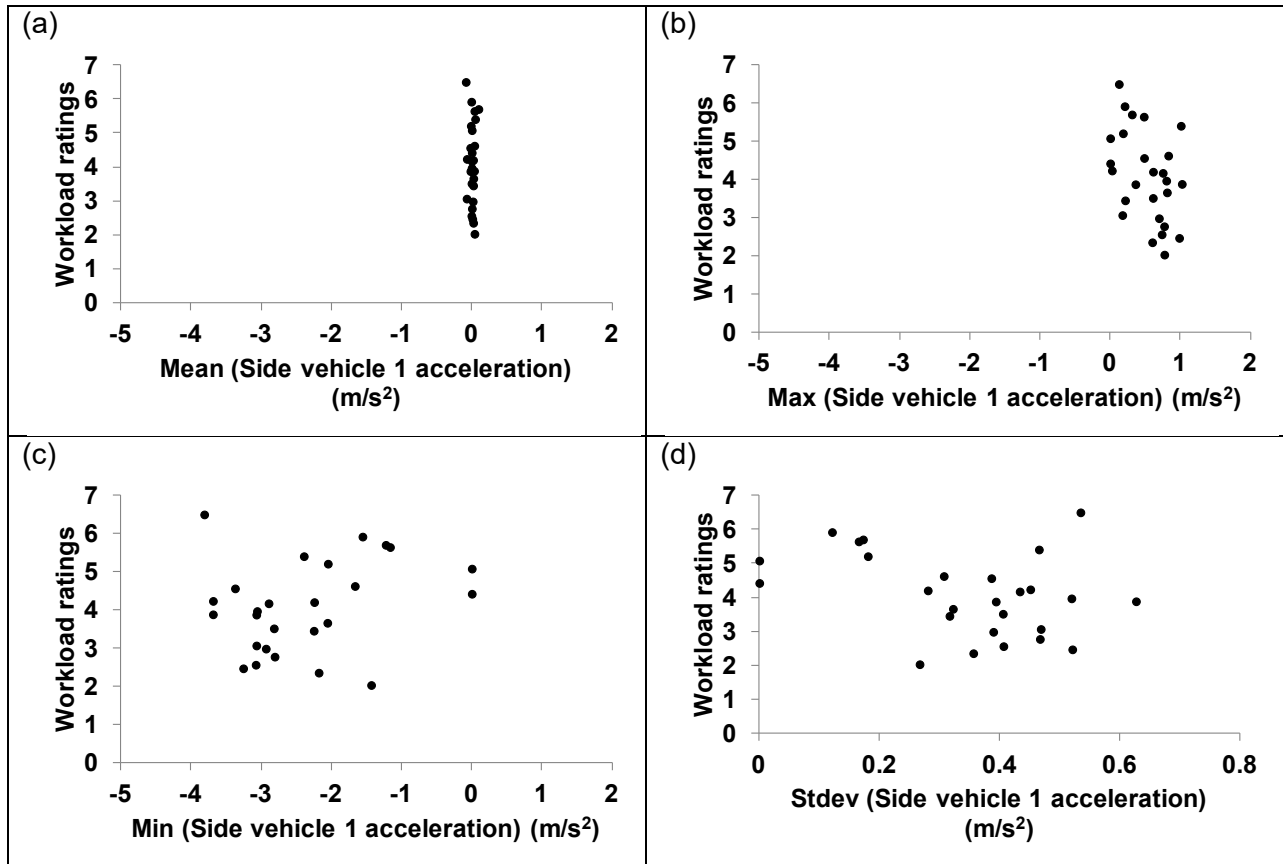 (a)
Workload ratings
7
6
5
4
3
2
1
0
-5 -4 -3 -2 -1 0 1 2
Mean (Side vehicle 1 acceleration)
(m/s²)
(b)
Workload ratings
7
6
5
4
3
2
1
0
-5 -4 -3 -2 -1 0 1 2
Max (Side vehicle 1 acceleration) (m/s²)
(c)
Workload ratings
7
6
5
4
3
2
1
0
-5 -4 -3 -2 -1 0 1 2
Min (Side vehicle 1 acceleration) (m/s²)
(d)
Workload ratings
7
6
5
4
3
2
1
0
0 0.2 0.4 0.6 0.8
Stdev (Side vehicle 1 acceleration)
(m/s²)